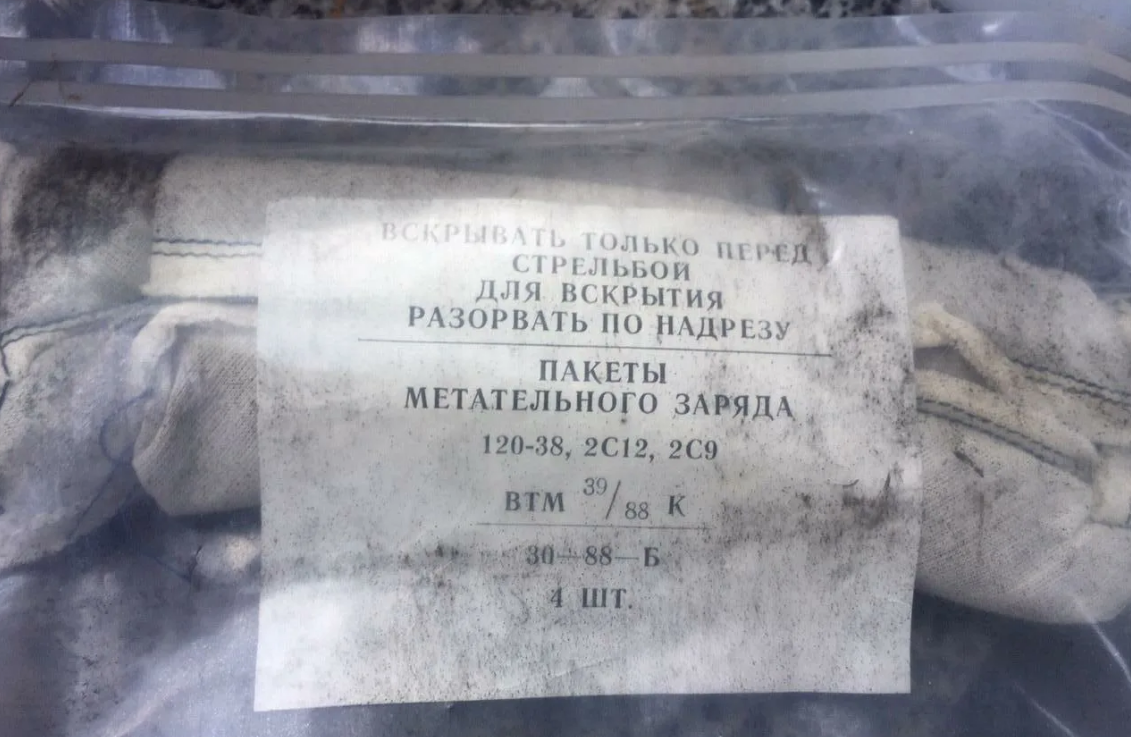 ВСКРЫВАТЬ ТОЛЬКО ПЕРЕД
СТРЕЛЬБОЙ
ДЛЯ ВСКРЫТИЯ
РАЗОРВАТЬ ПО НАДРЕЗУ
ПАКЕТЫ
МЕТАТЕЛЬНОГО ЗАРЯДА
120-38, 2С12, 2С9
ВТМ 39/88 К
30—88—Б
4 ШТ.